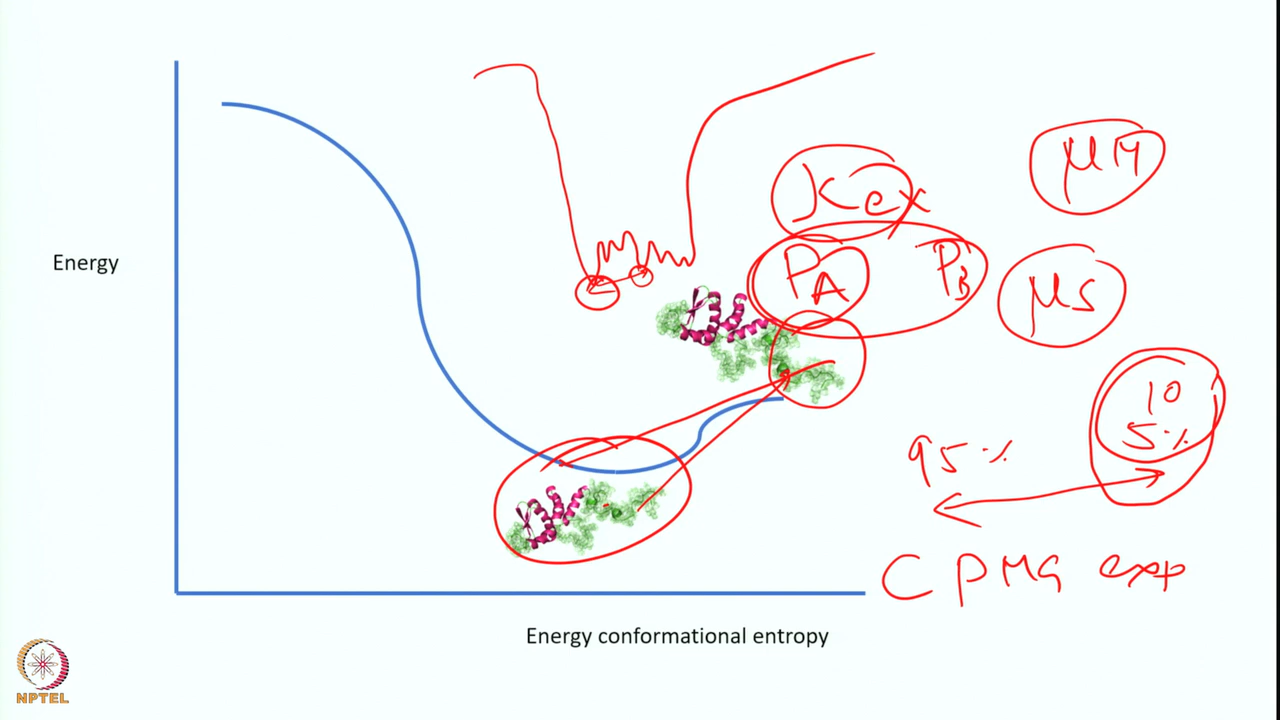 Kex
μM
Energy
PA PB
μs
10
5%
95%
CPMG exp
Energy conformational entropy
NPTEL